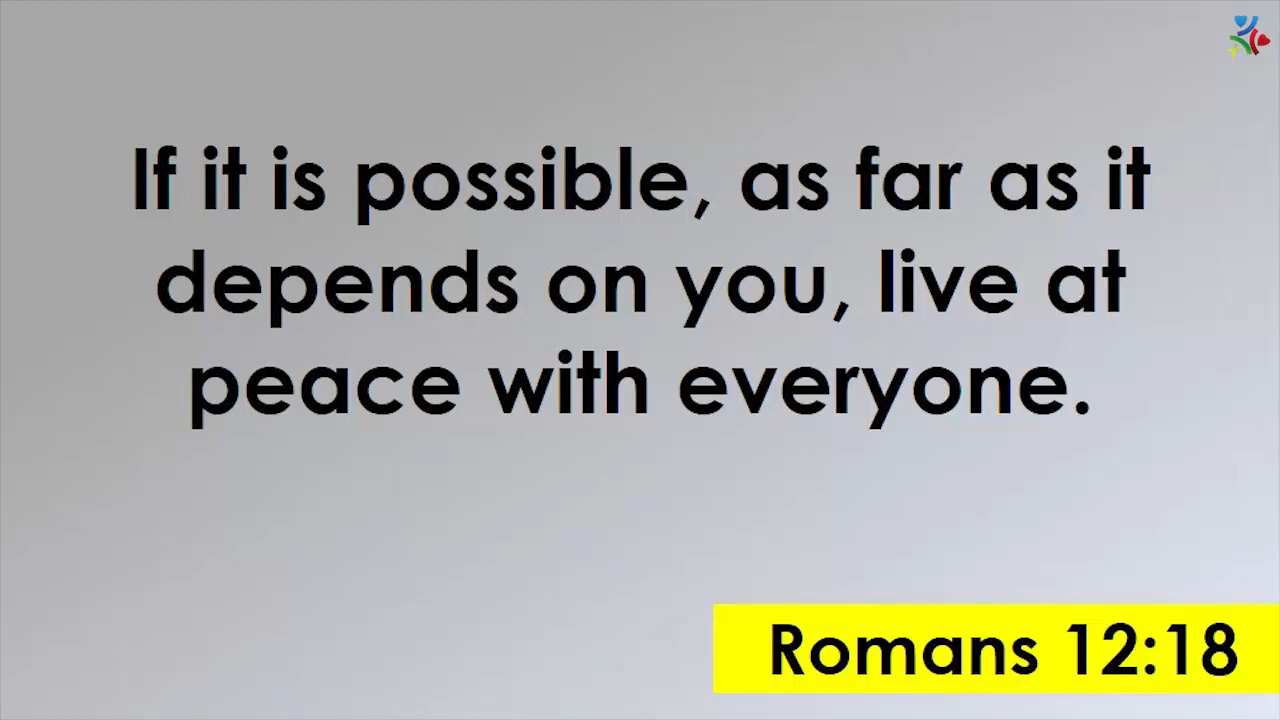 If it is possible, as far as it
depends on you, live at
peace with everyone.
Romans 12:18